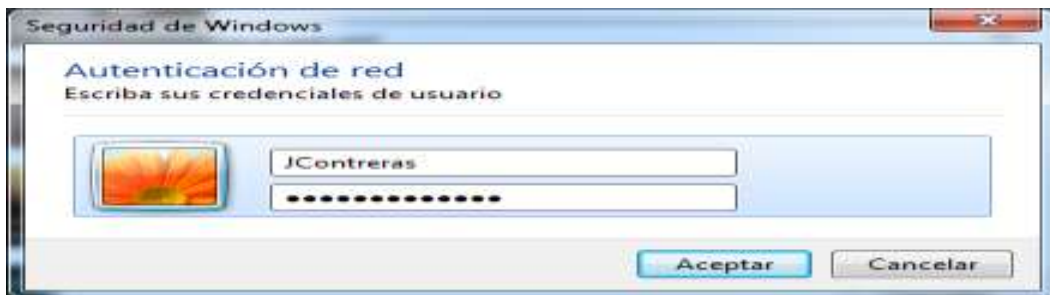 Seguridad de Windows
Autenticación de red
Escriba sus credenciales de usuario
JContreras
•••••••••••••
Aceptar
Cancelar